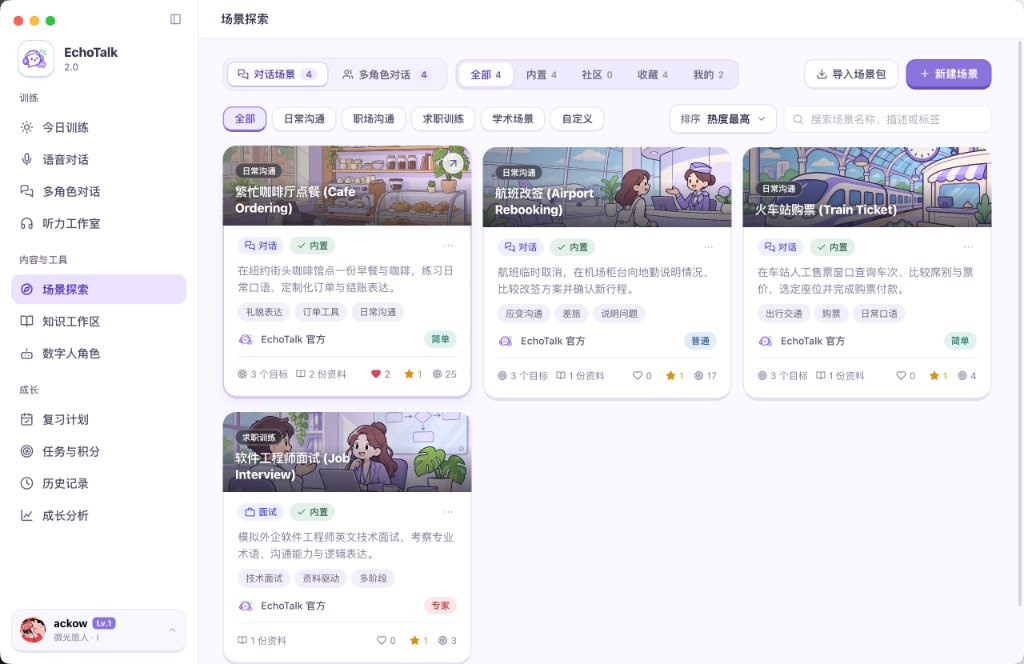 场景探索
EchoTalk
2.0
训练
今日训练
语音对话
多角色对话
听力工作室
内容与工具
场景探索
知识工作区
数字人角色
成长
复习计划
任务与积分
历史记录
成长分析
ackow Lv.1
微光旅人 · I
对话场景 4 多角色对话 4 全部 4 内置 4 社区 0 收藏 4 我的 2 导入场景包 + 新建场景
全部 日常沟通 职场沟通 求职训练 学术场景 自定义 排序 热度最高 搜索场景名称、描述或标签
日常沟通
繁忙咖啡厅点餐 (Cafe
Ordering)
对话 内置 ...
在纽约街头咖啡馆点一份早餐与咖啡，练习日
常口语、定制化订单与结账表达。
礼貌表达 订单工具 日常沟通
EchoTalk 官方 简单
3 个目标 2 份资料 2 1 25
日常沟通
航班改签 (Airport
Rebooking)
对话 内置 ...
航班临时取消，在机场柜台向地勤说明情况、
比较改签方案并确认新行程。
应变沟通 差旅 说明问题
EchoTalk 官方 普通
3 个目标 1 份资料 0 1 17
日常沟通
火车站购票 (Train Ticket)
对话 内置 ...
在车站人工售票窗口查询车次、比较席别与票
价，选定座位并完成购票付款。
出行交通 购票 日常口语
EchoTalk 官方 简单
3 个目标 1 份资料 0 1 4
求职训练
软件工程师面试 (Job
Interview)
面试 内置 ...
模拟外企软件工程师英文技术面试，考察专业
术语、沟通能力与逻辑表达。
技术面试 资料驱动 多阶段
EchoTalk 官方 专家
1 份资料 0 1 3